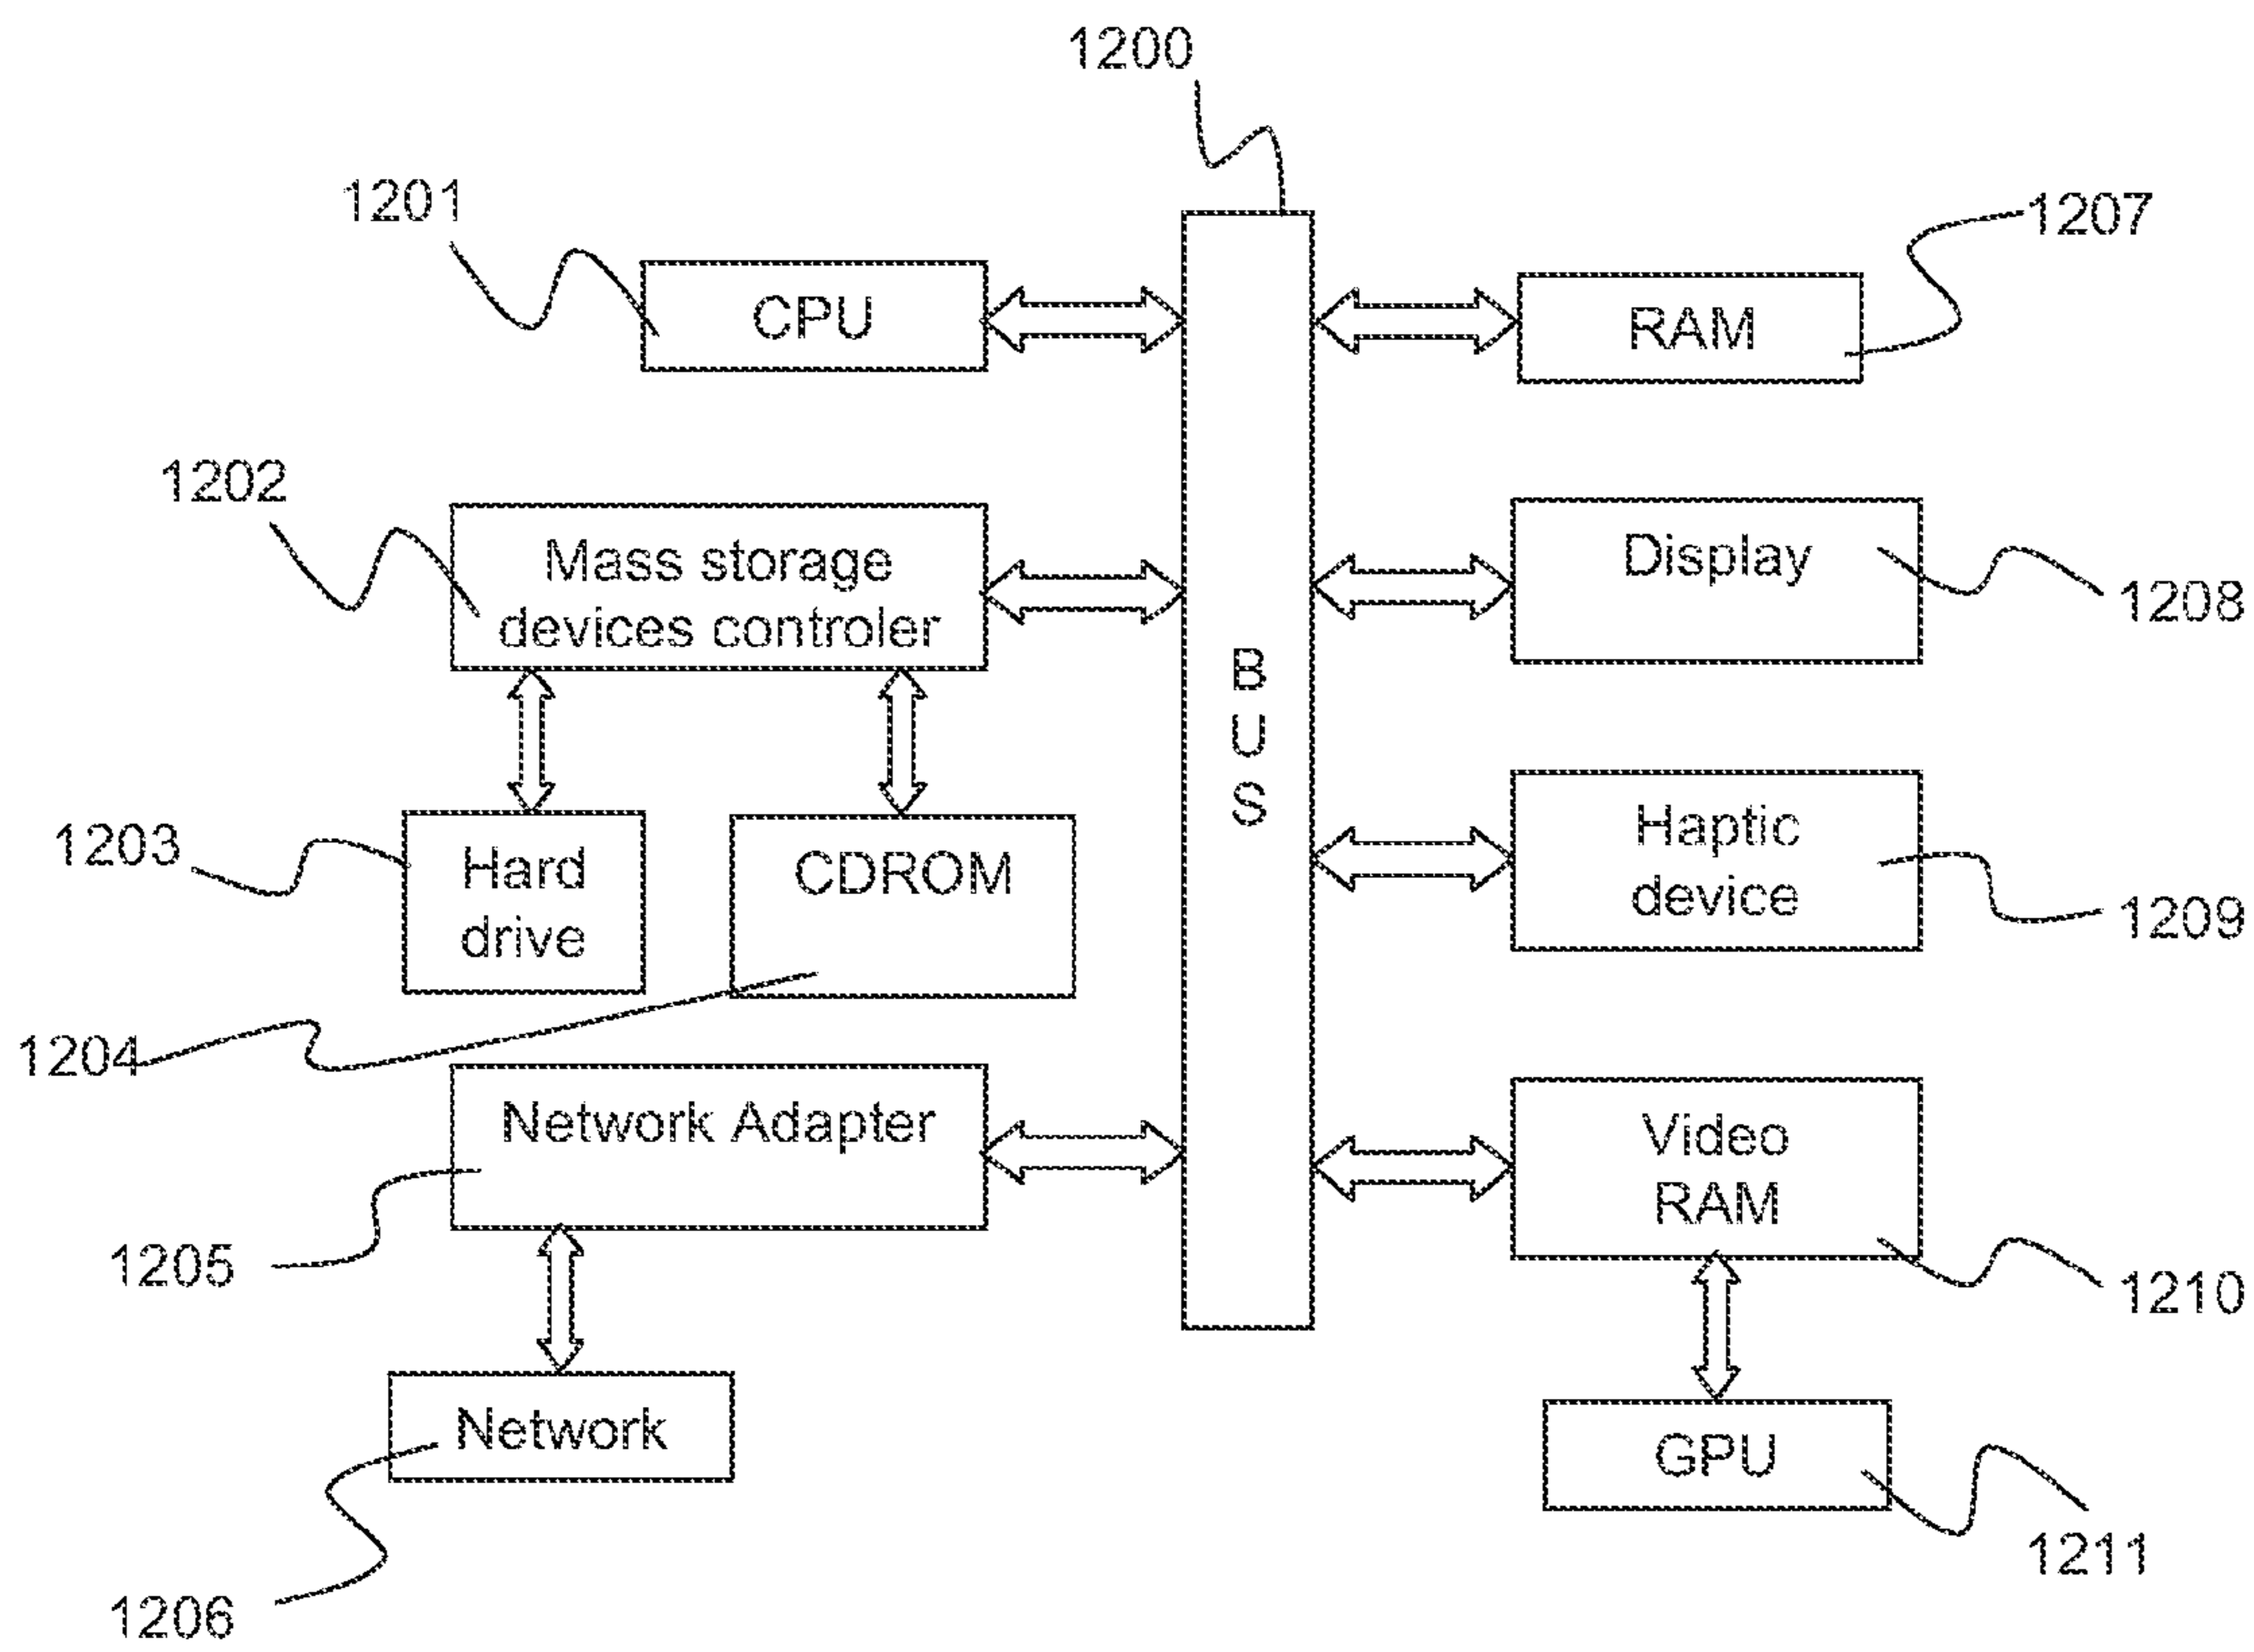 1200
1201
1207
CPU
RAM
1202
Mass storage
devices controler
Display
1208
B
U
S
1203
Hard
drive
CDROM
Haptic
device
1209
1204
Network Adapter
Video
RAM
1205
1210
Network
GPU
1211
1206